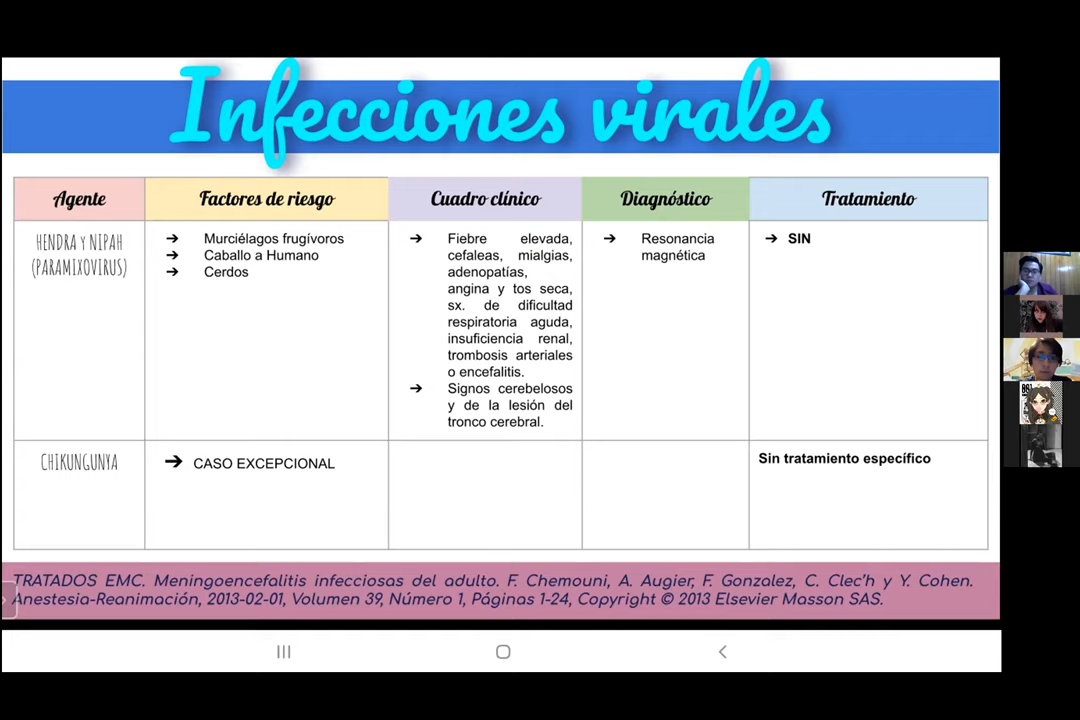 Infecciones virales
Agente
Factores de riesgo
Cuadro clínico
Diagnóstico
Tratamiento
HENDRA y NIPAH
(PARAMIXOVIRUS)
➔ Murciélagos frugívoros
➔ Caballo a Humano
➔ Cerdos
➔ Fiebre elevada,
cefaleas, mialgias,
adenopatías,
angina y tos seca,
sx. de dificultad
respiratoria aguda,
insuficiencia renal,
trombosis arteriales
o encefalitis.
➔ Signos cerebelosos
y de la lesión del
tronco cerebral.
➔ Resonancia
magnética
➔ SIN
CHIKUNGUNYA
➔ CASO EXCEPCIONAL
Sin tratamiento específico
TRATADOS EMC. Meningoencefalitis infecciosas del adulto. F. Chemouni, A. Augier, F. Gonzalez, C. Clec'h y Y. Cohen.
Anestesia-Reanimación, 2013-02-01, Volumen 39, Número 1, Páginas 1-24, Copyright © 2013 Elsevier Masson SAS.